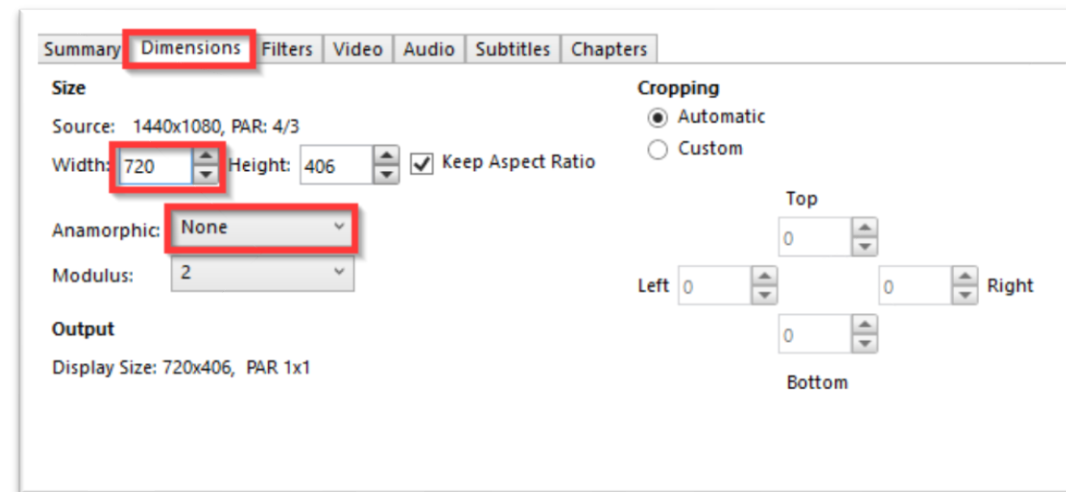 Summary Dimensions Filters Video Audio Subtitles Chapters
Size
Source: 1440x1080, PAR: 4/3
Width: 720 Height: 406 Keep Aspect Ratio
Anamorphic: None
Modulus: 2
Output
Display Size: 720x406, PAR 1x1
Cropping
Automatic
Custom
Top
0
Left 0 0 Right
0
Bottom